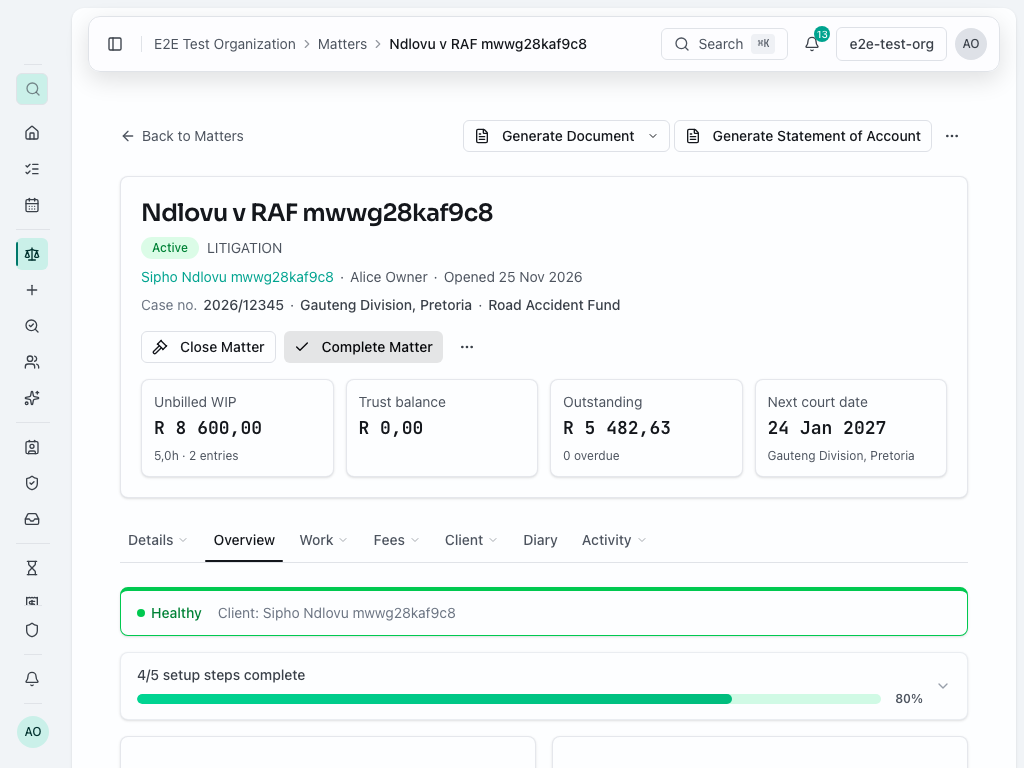 E2E Test Organization > Matters > Ndlovu v RAF mwwg28kaf9c8
Search ⌘K
13
e2e-test-org
AO
Back to Matters
Generate Document
Generate Statement of Account
Ndlovu v RAF mwwg28kaf9c8
Active LITIGATION
Sipho Ndlovu mwwg28kaf9c8 · Alice Owner · Opened 25 Nov 2026
Case no. 2026/12345 · Gauteng Division, Pretoria · Road Accident Fund
Close Matter
Complete Matter
Unbilled WIP
R 8 600,00
5,0h · 2 entries
Trust balance
R 0,00
Outstanding
R 5 482,63
0 overdue
Next court date
24 Jan 2027
Gauteng Division, Pretoria
Details Overview Work Fees Client Diary Activity
Healthy Client: Sipho Ndlovu mwwg28kaf9c8
4/5 setup steps complete
80%
AO